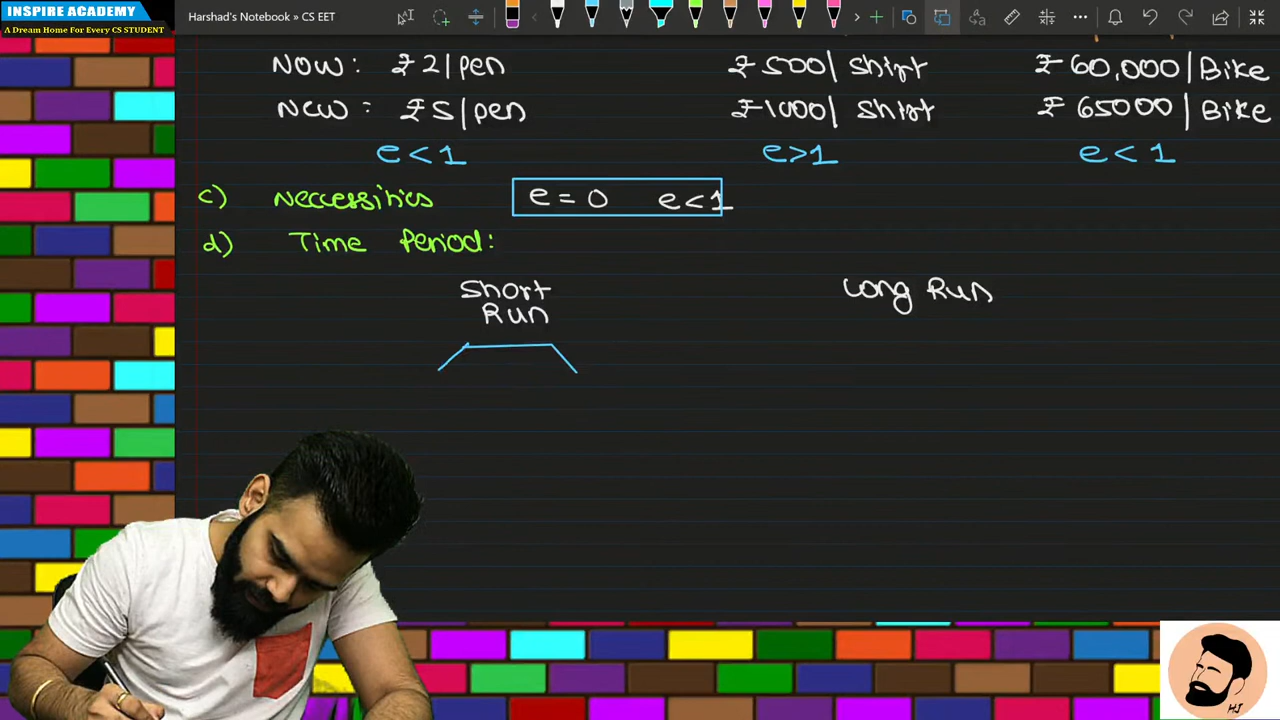 INSPIRE ACADEMY
A Dream Home For Every CS STUDENT
Harshad's Notebook » CS EET
Now: ₹2/pen ₹500/ Shirt ₹60,000/Bike
New: ₹5/pen ₹1000/ Shirt ₹65000/Bike
e<1 e>1 e<1
c) Neccessities e=0 e<1
d) Time Period:
Short Long Run
Run
HJ